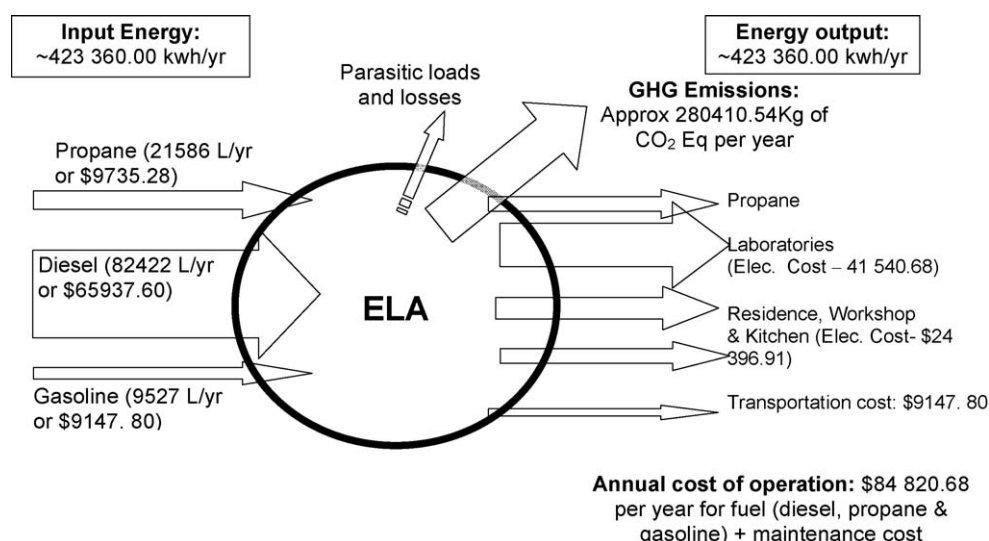 Input Energy:
~423 360.00 kwh/yr
Energy output:
~423 360.00 kwh/yr
Parasitic loads
and losses
GHG Emissions:
Approx 280410.54Kg of
CO₂ Eq per year
Propane (21586 L/yr
or $9735.28)
Propane
Diesel (82422 L/yr
or $65937.60)
Laboratories
(Elec. Cost – 41 540.68)
ELA
Residence, Workshop
& Kitchen (Elec. Cost- $24
396.91)
Gasoline (9527 L/yr
or $9147. 80)
Transportation cost: $9147. 80
Annual cost of operation: $84 820.68
per year for fuel (diesel, propane &
gasoline) + maintenance cost